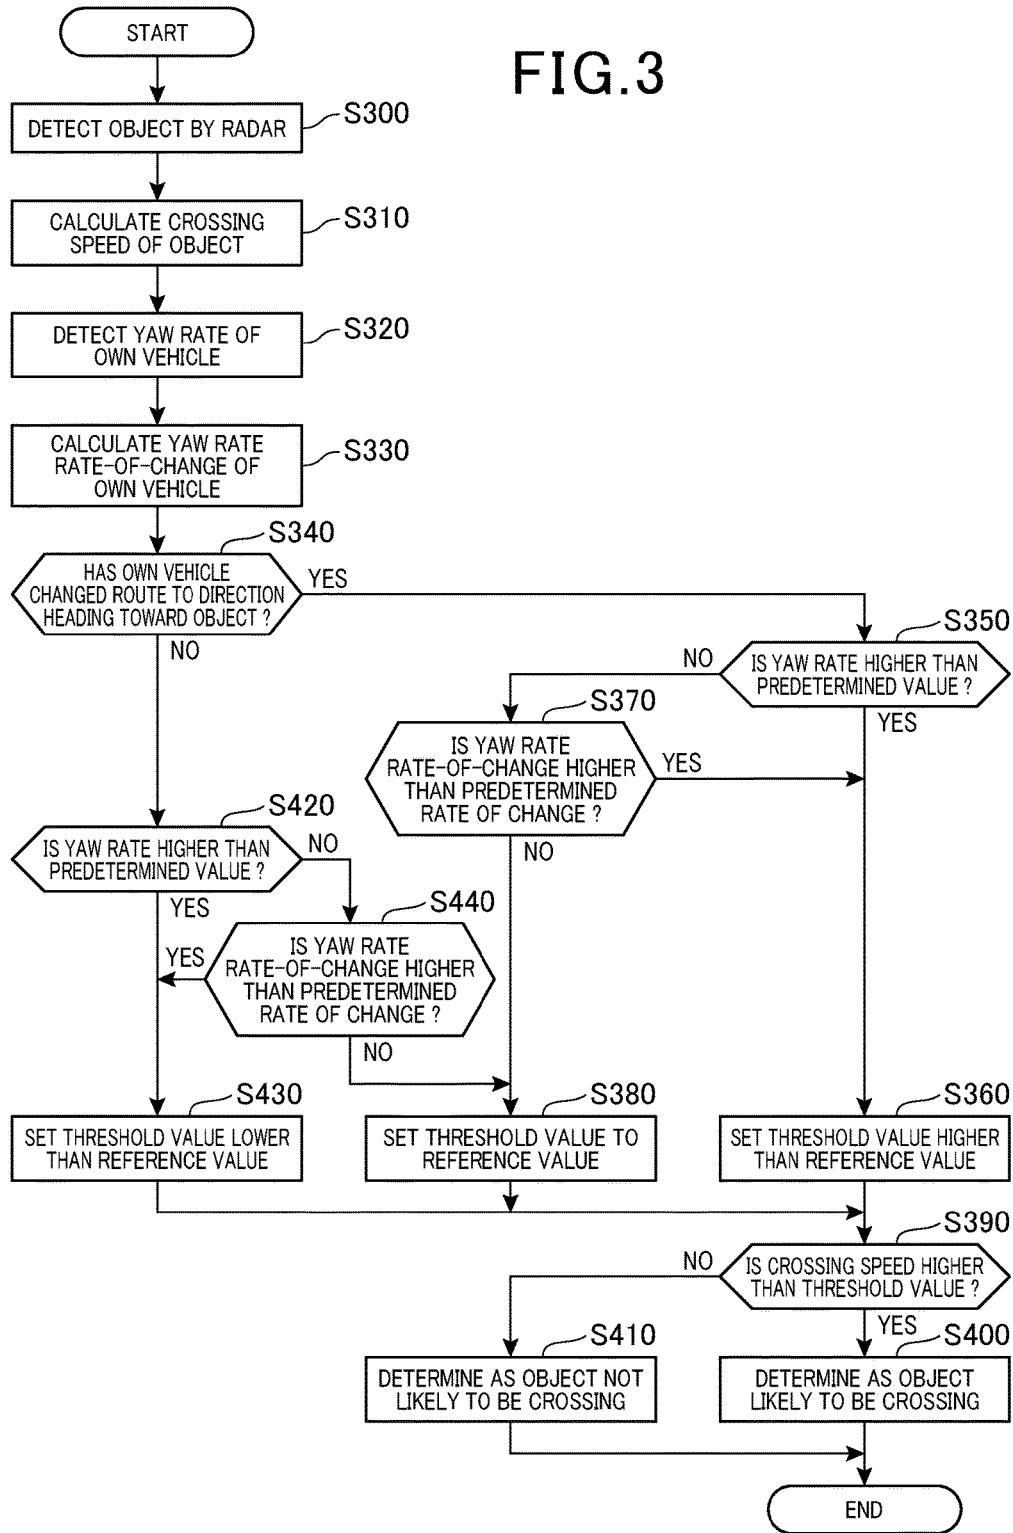 START
FIG.3
S300
DETECT OBJECT BY RADAR
S310
CALCULATE CROSSING
SPEED OF OBJECT
S320
DETECT YAW RATE OF
OWN VEHICLE
S330
CALCULATE YAW RATE
RATE-OF-CHANGE OF
OWN VEHICLE
S340
HAS OWN VEHICLE
CHANGED ROUTE TO DIRECTION
HEADING TOWARD OBJECT ?
YES
NO
S350
IS YAW RATE HIGHER THAN
PREDETERMINED VALUE ?
NO
YES
S370
IS YAW RATE
RATE-OF-CHANGE HIGHER
THAN PREDETERMINED
RATE OF CHANGE ?
YES
NO
S420
IS YAW RATE HIGHER THAN
PREDETERMINED VALUE ?
NO
YES
S440
IS YAW RATE
RATE-OF-CHANGE HIGHER
THAN PREDETERMINED
RATE OF CHANGE ?
YES
NO
S430
SET THRESHOLD VALUE LOWER
THAN REFERENCE VALUE
S380
SET THRESHOLD VALUE TO
REFERENCE VALUE
S360
SET THRESHOLD VALUE HIGHER
THAN REFERENCE VALUE
S390
IS CROSSING SPEED HIGHER
THAN THRESHOLD VALUE ?
NO
YES
S410
DETERMINE AS OBJECT NOT
LIKELY TO BE CROSSING
S400
DETERMINE AS OBJECT
LIKELY TO BE CROSSING
END